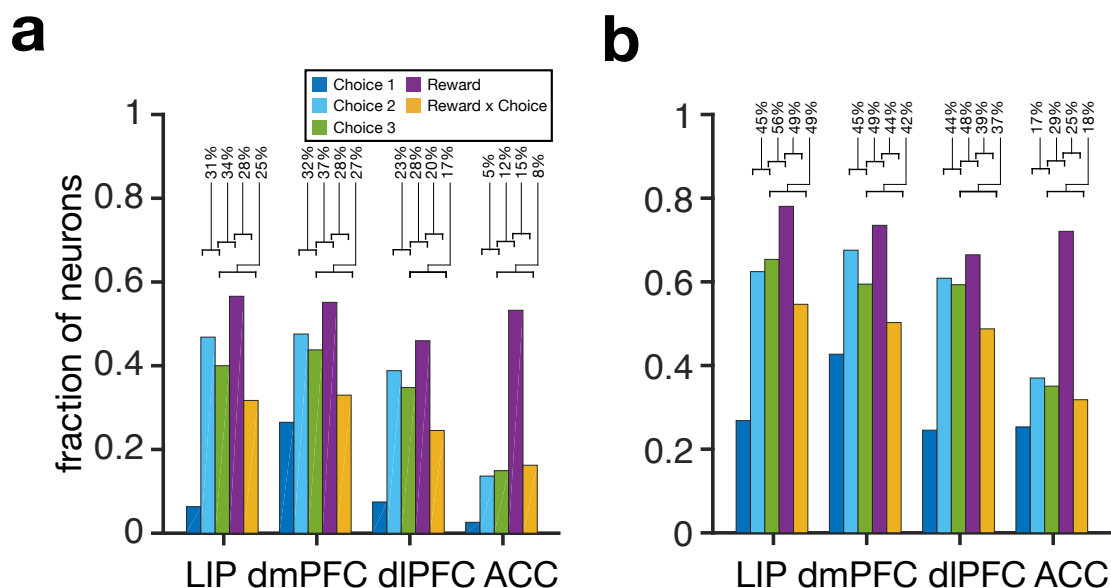 a
b
Choice 1
Reward
Choice 2
Reward x Choice
Choice 3
fraction of neurons
1
0.8
0.6
0.4
0.2
0
31% 34% 28% 25%
32% 37% 28% 27%
23% 28% 20% 17%
5% 12% 15% 8%
LIP dmPFC dlPFC ACC
1
0.8
0.6
0.4
0.2
0
45% 56% 49% 49%
45% 49% 44% 42%
44% 48% 39% 37%
17% 29% 25% 18%
LIP dmPFC dlPFC ACC